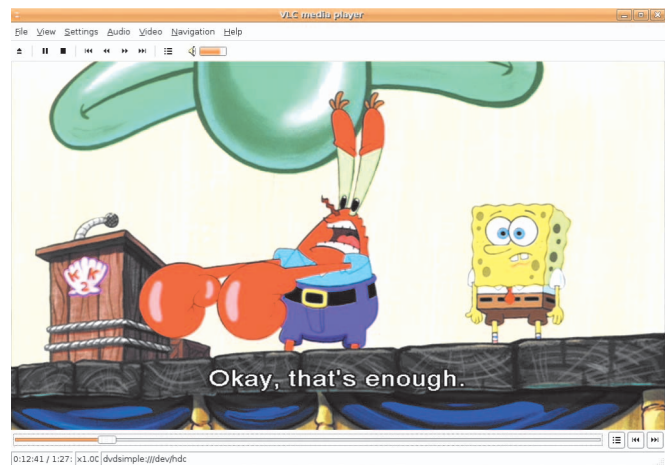 VLC media player
File View Settings Audio Video Navigation Help
K
K
2
Okay, that's enough.
0:12:41 / 1:27: x1.00 dvdsimple:///dev/hdc